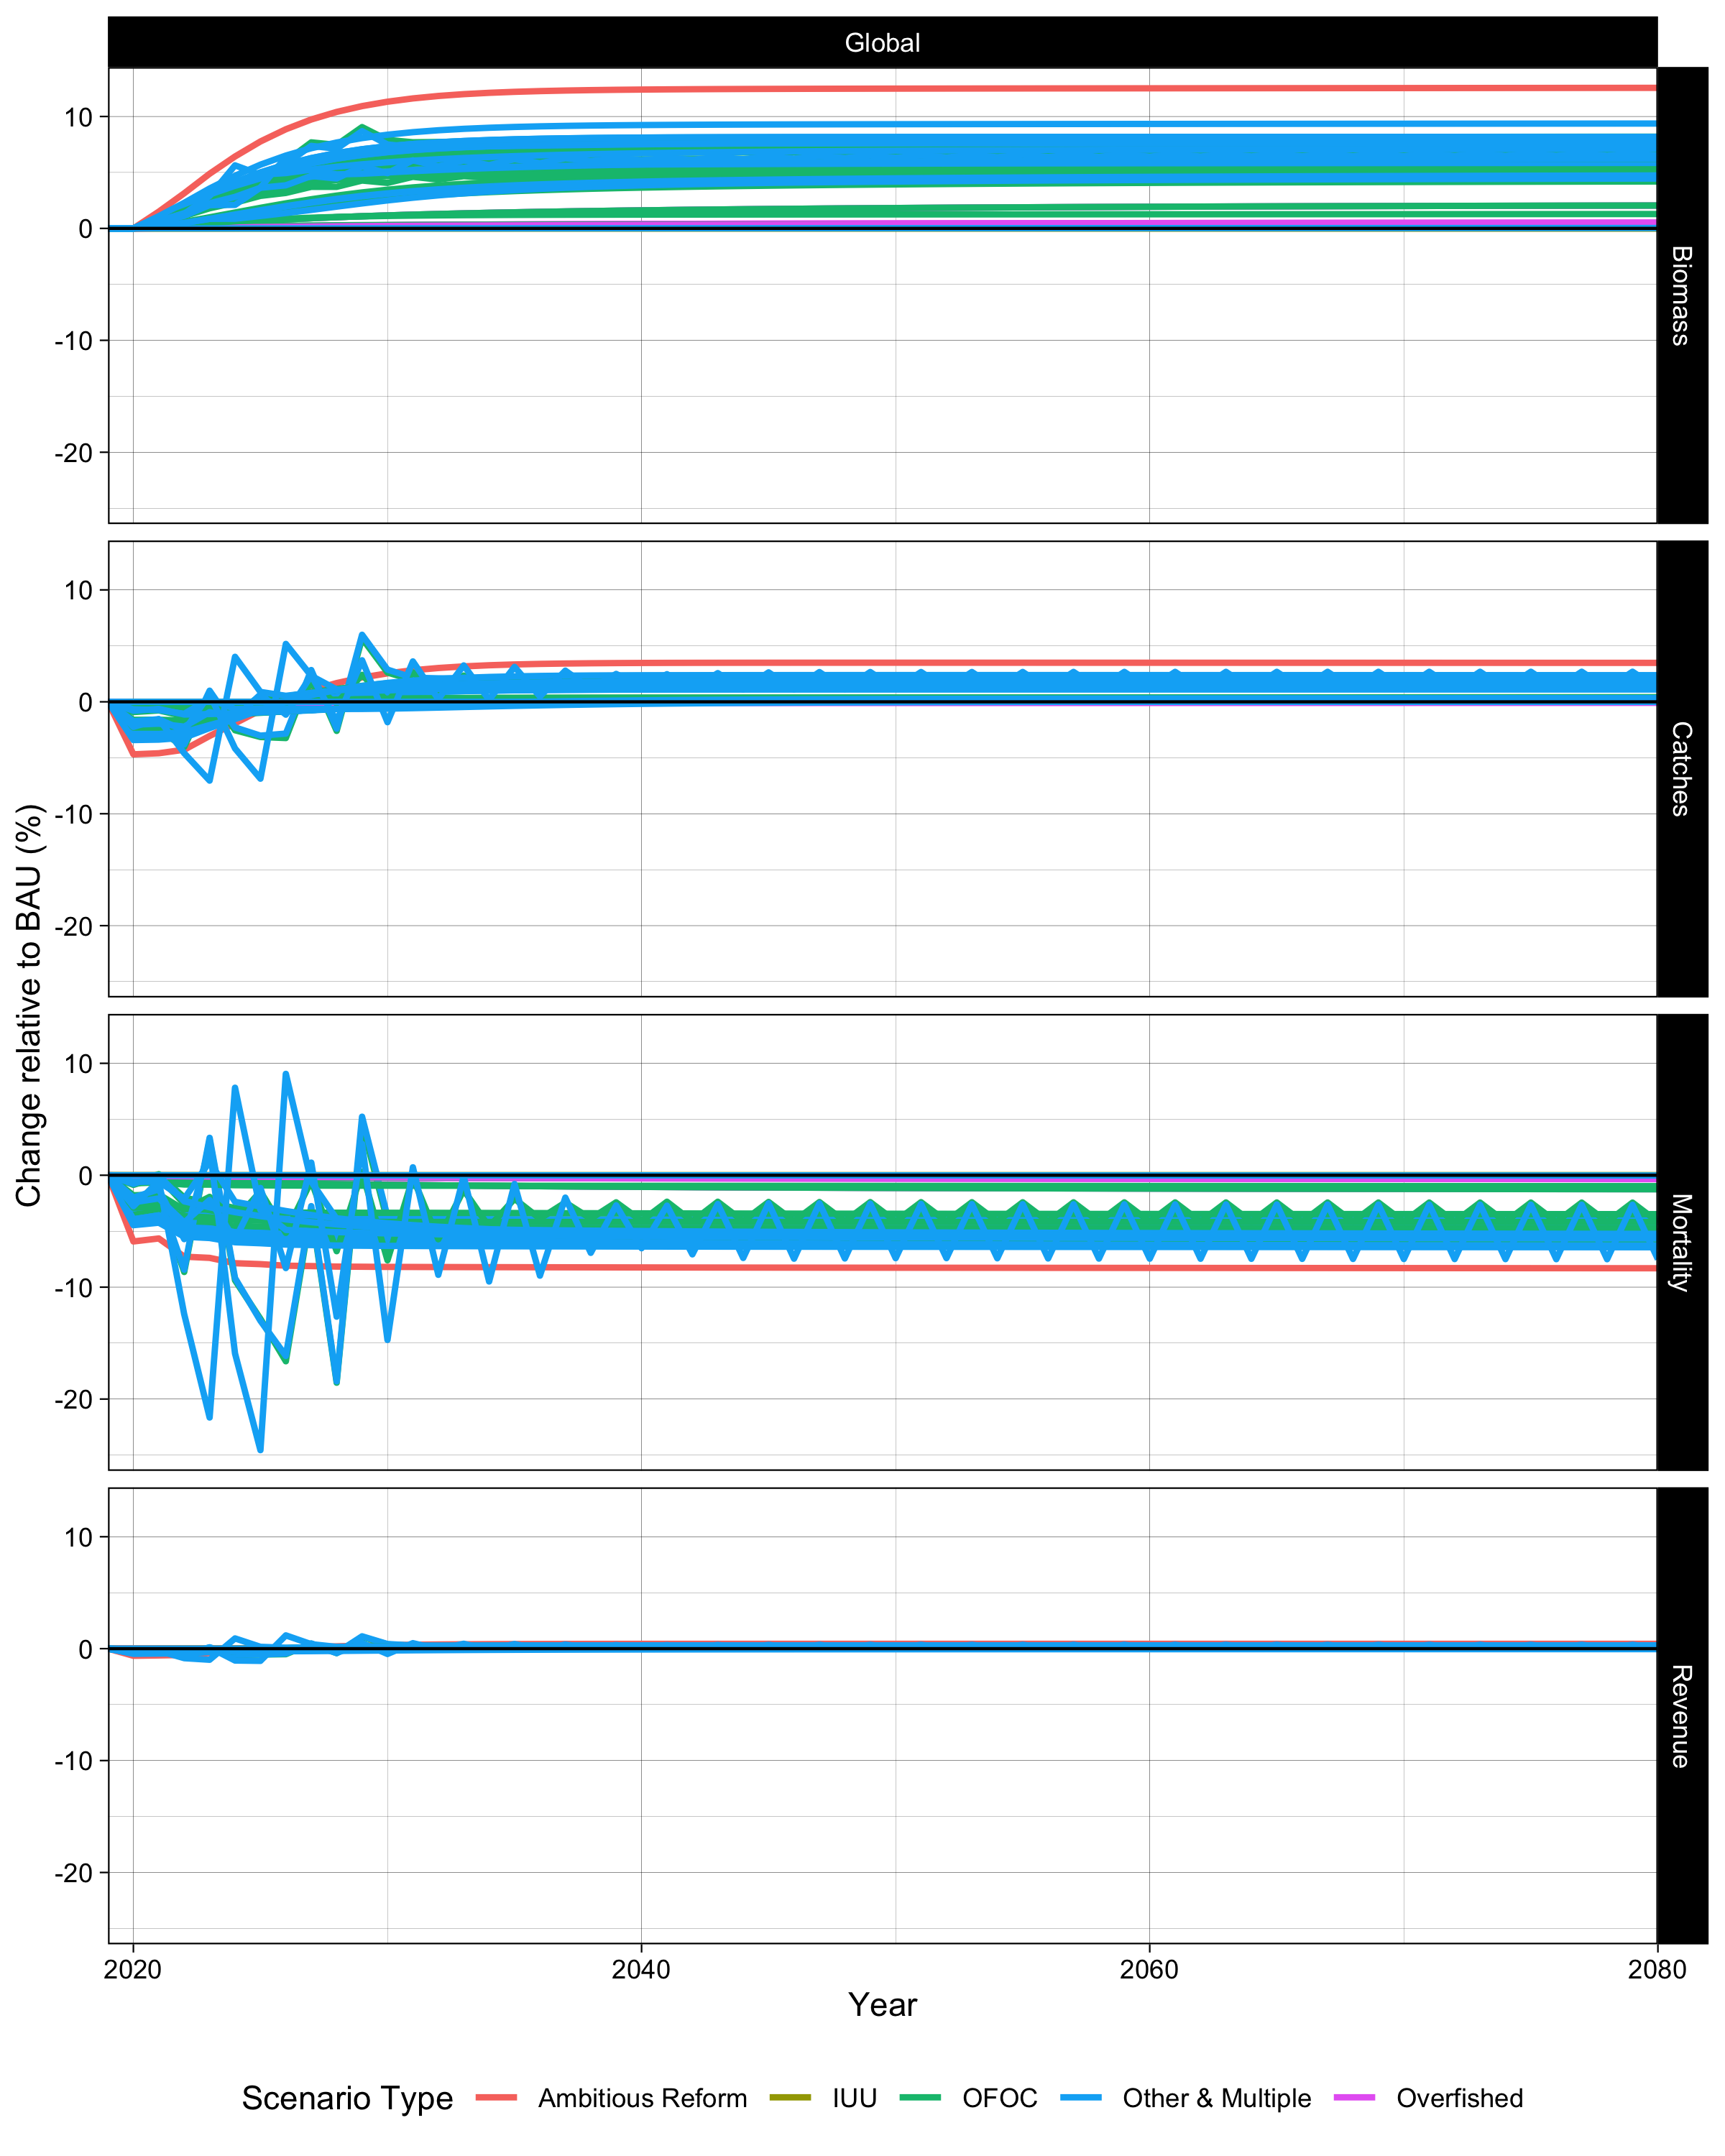 Global
10
0
-10
-20
Biomass
10
0
-10
-20
Catches
Change relative to BAU (%)
10
0
-10
-20
Mortality
10
0
-10
-20
Revenue
2020 2040 2060 2080
Year
Scenario Type Ambitious Reform IUU OFOC Other & Multiple Overfished